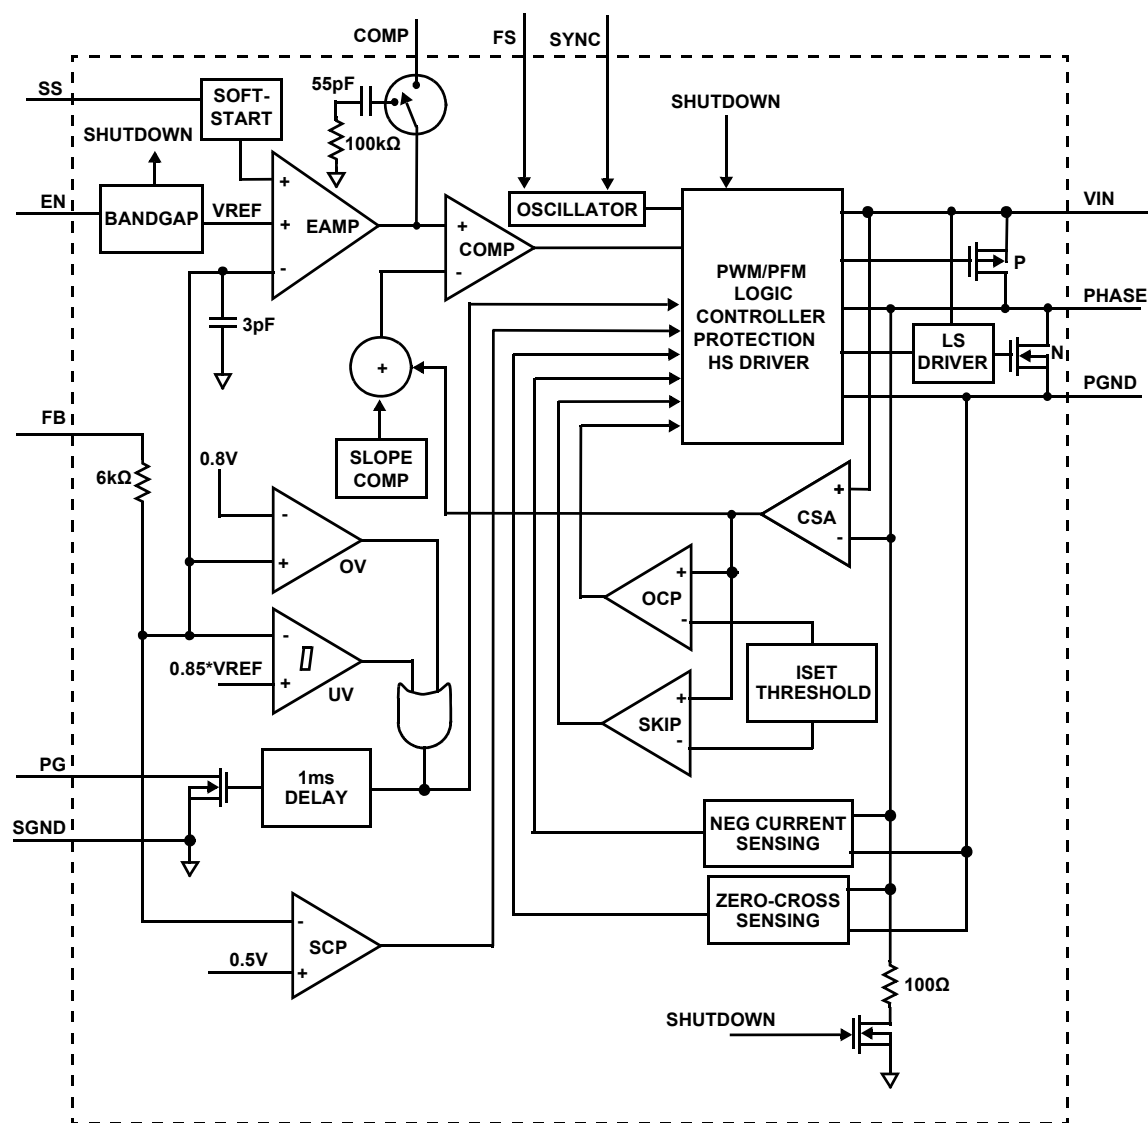 COMP
FS
SYNC
SS
SOFT-
START
55pF
100kΩ
SHUTDOWN
SHUTDOWN
EN
BANDGAP
VREF
+
+
-
EAMP
+
-
COMP
OSCILLATOR
PWM/PFM
LOGIC
CONTROLLER
PROTECTION
HS DRIVER
VIN
P
PHASE
LS
DRIVER
N
PGND
3pF
+
SLOPE
COMP
FB
6kΩ
0.8V
-
+
OV
+
-
CSA
+
-
OCP
-
+
0.85*VREF
UV
ISET
THRESHOLD
+
-
SKIP
PG
1ms
DELAY
SGND
NEG CURRENT
SENSING
ZERO-CROSS
SENSING
-
+
SCP
0.5V
100Ω
SHUTDOWN